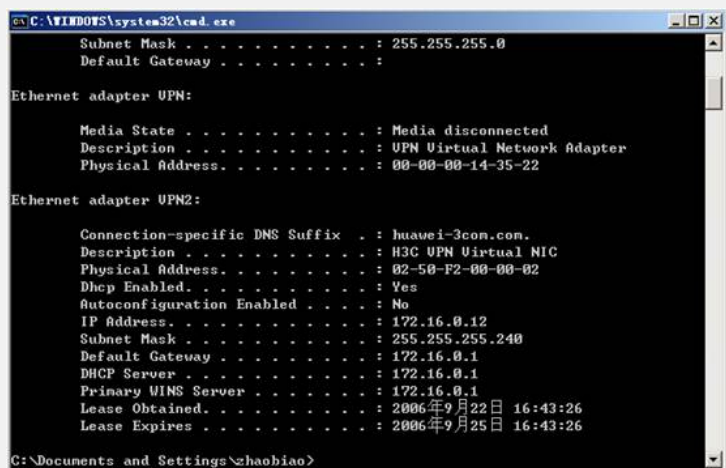 C:\WINDOWS\system32\cmd.exe
Subnet Mask . . . . . . . . . . . : 255.255.255.0
Default Gateway . . . . . . . . . :
Ethernet adapter VPN:
Media State . . . . . . . . . . . : Media disconnected
Description . . . . . . . . . . . : VPN Virtual Network Adapter
Physical Address. . . . . . . . . : 00-00-00-14-35-22
Ethernet adapter VPN2:
Connection-specific DNS Suffix  . : huawei-3com.com.
Description . . . . . . . . . . . : H3C VPN Virtual NIC
Physical Address. . . . . . . . . : 02-50-F2-00-00-02
Dhcp Enabled. . . . . . . . . . . : Yes
Autoconfiguration Enabled . . . . : No
IP Address. . . . . . . . . . . . : 172.16.0.12
Subnet Mask . . . . . . . . . . . : 255.255.255.240
Default Gateway . . . . . . . . . : 172.16.0.1
DHCP Server . . . . . . . . . . . : 172.16.0.1
Primary WINS Server . . . . . . . : 172.16.0.1
Lease Obtained. . . . . . . . . . : 2006年9月22日 16:43:26
Lease Expires . . . . . . . . . . : 2006年9月25日 16:43:26
C:\Documents and Settings\zhaobiao>